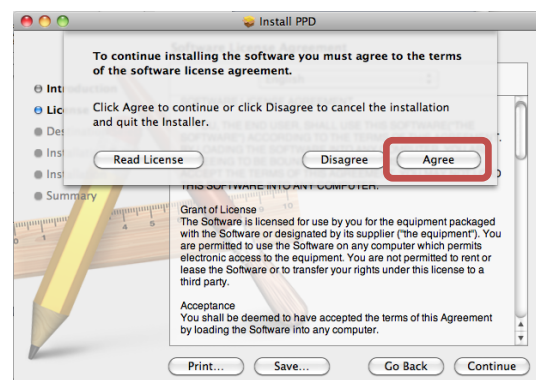 Install PPD
To continue installing the software you must agree to the terms
of the software license agreement.
Click Agree to continue or click Disagree to cancel the installation
and quit the Installer.
Read License
Disagree
Agree
Summary
THIS SOFTWARE INTO ANY COMPUTER.
Grant of License
The Software is licensed for use by you for the equipment packaged
with the Software or designated by its supplier ("the equipment"). You
are permitted to use the Software on any computer which permits
electronic access to the equipment. You are not permitted to rent or
lease the Software or to transfer your rights under this license to a
third party.
Acceptance
You shall be deemed to have accepted the terms of this Agreement
by loading the Software into any computer.
Print...
Save...
Go Back
Continue